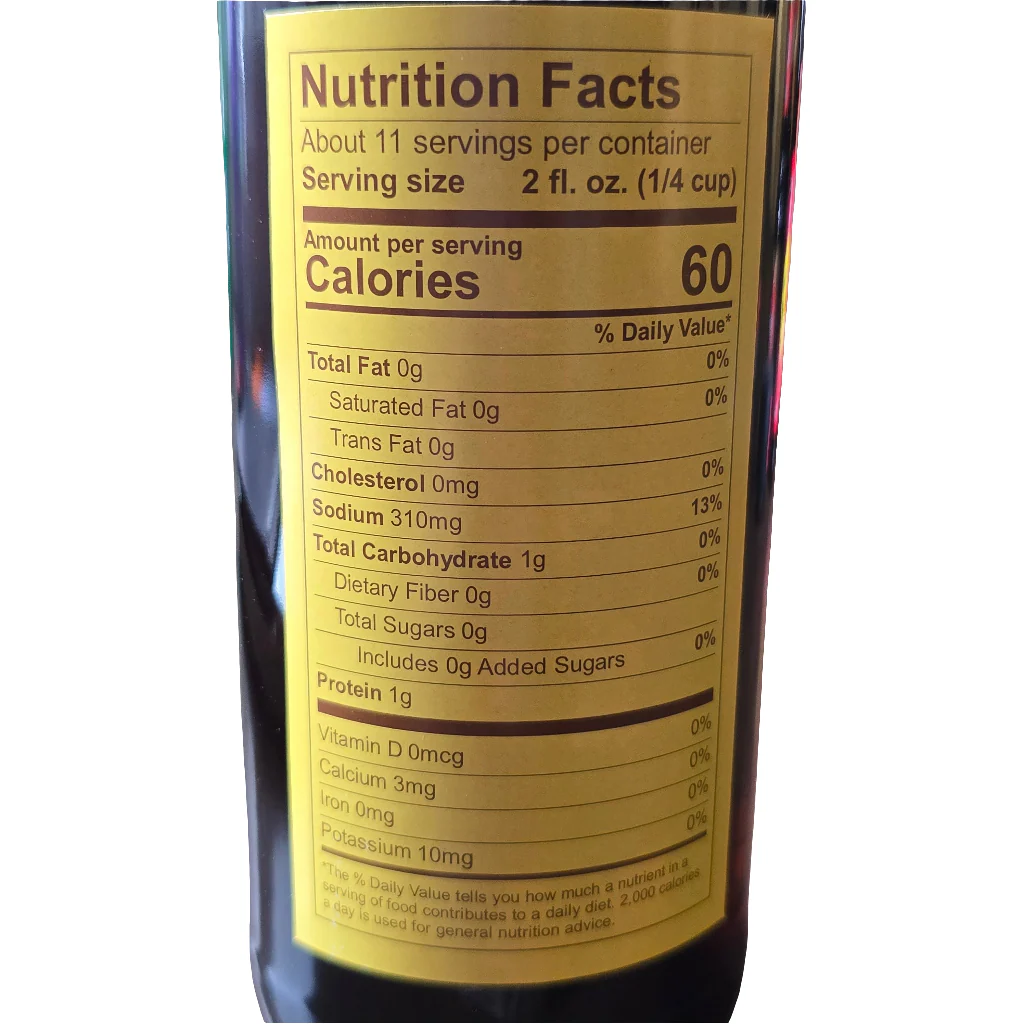 Nutrition Facts
About 11 servings per container
Serving size 2 fl. oz. (1/4 cup)
Amount per serving
Calories 60
% Daily Value*
Total Fat 0g 0%
Saturated Fat 0g 0%
Trans Fat 0g
Cholesterol 0mg 0%
Sodium 310mg 13%
Total Carbohydrate 1g 0%
Dietary Fiber 0g 0%
Total Sugars 0g
Includes 0g Added Sugars 0%
Protein 1g
Vitamin D 0mcg 0%
Calcium 3mg 0%
Iron 0mg 0%
Potassium 10mg 0%
*The % Daily Value tells you how much a nutrient in a
serving of food contributes to a daily diet. 2,000 calories
a day is used for general nutrition advice.